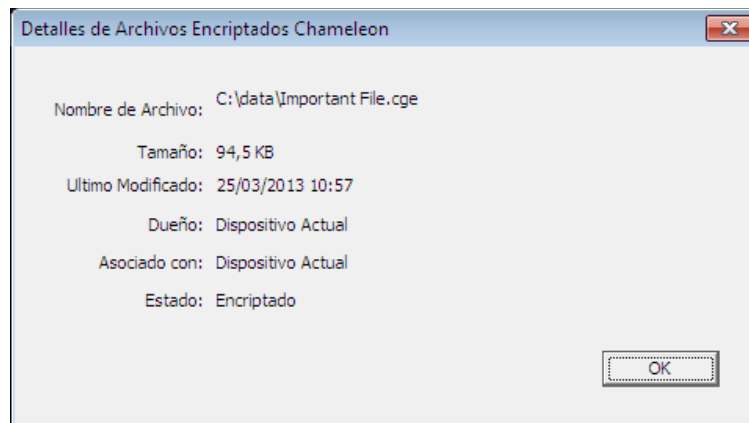 Detalles de Archivos Encriptados Chameleon
Nombre de Archivo: C:\data\Important File.cge
Tamaño: 94,5 KB
Ultimo Modificado: 25/03/2013 10:57
Dueño: Dispositivo Actual
Asociado con: Dispositivo Actual
Estado: Encriptado
OK